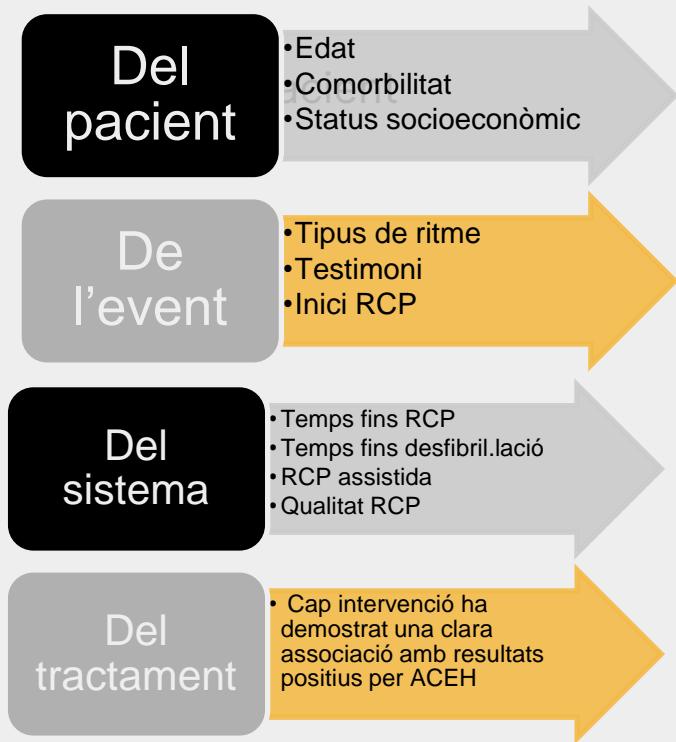 Del
pacient
•Edat
•Comorbilitat
•Status socioeconòmic
De
l’event
•Tipus de ritme
•Testimoni
•Inici RCP
Del
sistema
• Temps fins RCP
• Temps fins desfibril.lació
• RCP assistida
• Qualitat RCP
Del
tractament
• Cap intervenció ha
demostrat una clara
associació amb resultats
positius per ACEH